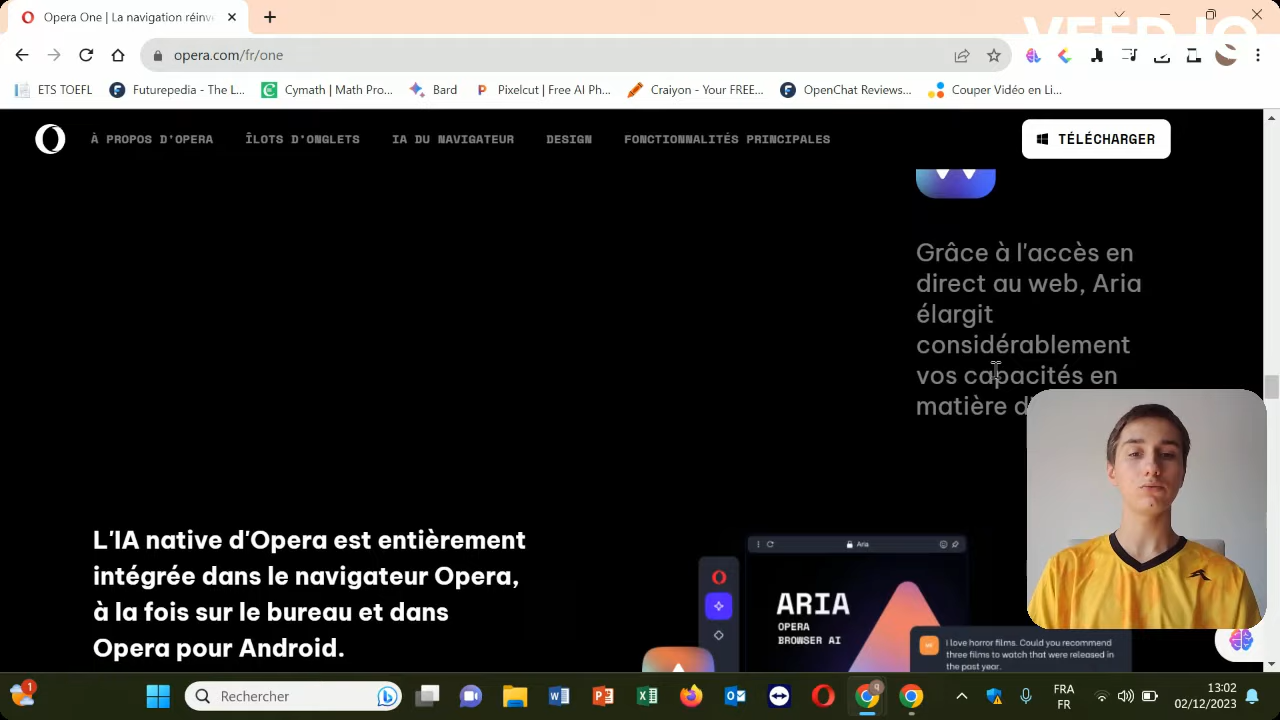 Opera One | La navigation réinv
VEED.IO
opera.com/fr/one
ETS TOEFL
Futurepedia - The L...
Cymath | Math Pro...
Bard
Pixelcut | Free AI Ph...
Craiyon - Your FREE...
OpenChat Reviews...
Couper Vidéo en Li...
À PROPOS D'OPERA
ÎLOTS D'ONGLETS
IA DU NAVIGATEUR
DESIGN
FONCTIONNALITÉS PRINCIPALES
TÉLÉCHARGER
Grâce à l'accès en
direct au web, Aria
élargit
considérablement
vos capacités en
matière d
L'IA native d'Opera est entièrement
intégrée dans le navigateur Opera,
à la fois sur le bureau et dans
Opera pour Android.
Aria
ARIA
OPERA
BROWSER AI
I love horror films. Could you recommend
three films to watch that were released in
the past year.
1
Rechercher
q
FRA
FR
13:02
02/12/2023